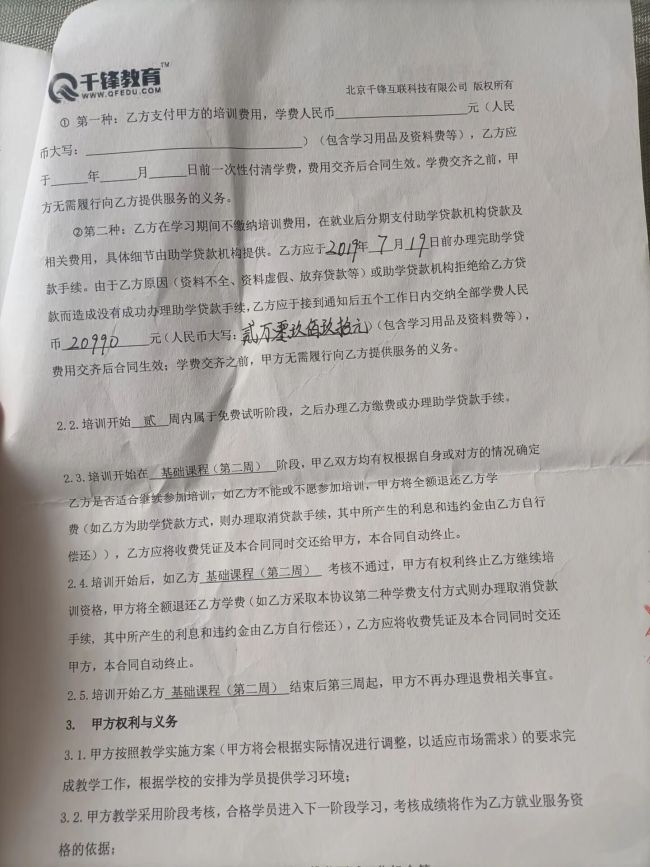 千锋教育 TM
WWW.QFEDU.COM
北京千锋互联科技有限公司 版权所有
① 第一种：乙方支付甲方的培训费用，学费人民币____________________元（人民
币大写：________________________________）（包含学习用品及资料费等），乙方应
于______年______月______日前一次性付清学费，费用交齐后合同生效。学费交齐之前，甲
方无需履行向乙方提供服务的义务。
②第二种：乙方在学习期间不缴纳培训费用，在就业后分期支付助学贷款机构贷款及
相关费用，具体细节由助学贷款机构提供。乙方应于2019年 7 月 19 日前办理完助学贷
款手续。由于乙方原因（资料不全、资料虚假、放弃贷款等）或助学贷款机构拒绝给乙方贷
款而造成没有成功办理助学贷款手续，乙方应于接到通知后五个工作日内交纳全部学费人民
币 20990 元（人民币大写：贰万零玖佰玖拾元）（包含学习用品及资料费等），
费用交齐后合同生效；学费交齐之前，甲方无需履行向乙方提供服务的义务。
2.2.培训开始 贰 周内属于免费试听阶段，之后办理乙方缴费或办理助学贷款手续。
2.3.培训开始在 基础课程（第二周） 阶段，甲乙双方均有权根据自身或对方的情况确定
乙方是否适合继续参加培训，如乙方不能或不愿参加培训，甲方将全额退还乙方学
费（如乙方为助学贷款方式，则办理取消贷款手续，其中所产生的利息和违约金由乙方自行
偿还）），乙方应将收费凭证及本合同同时交还给甲方，本合同自动终止。
2.4.培训开始后，如乙方 基础课程（第二周） 考核不通过，甲方有权利终止乙方继续培
训资格，甲方将全额退还乙方学费（如乙方采取本协议第二种学费支付方式则办理取消贷款
手续，其中所产生的利息和违约金由乙方自行偿还），乙方应将收费凭证及本合同同时交还
甲方，本合同自动终止。
2.5.培训开始乙方 基础课程（第二周） 结束后第三周起，甲方不再办理退费相关事宜。
3. 甲方权利与义务
3.1.甲方按照教学实施方案（甲方将会根据实际情况进行调整，以适应市场需求）的要求完
成教学工作，根据学校的安排为学员提供学习环境；
3.2.甲方教学采用阶段考核，合格学员进入下一阶段学习，考核成绩将作为乙方就业服务资
格的依据；